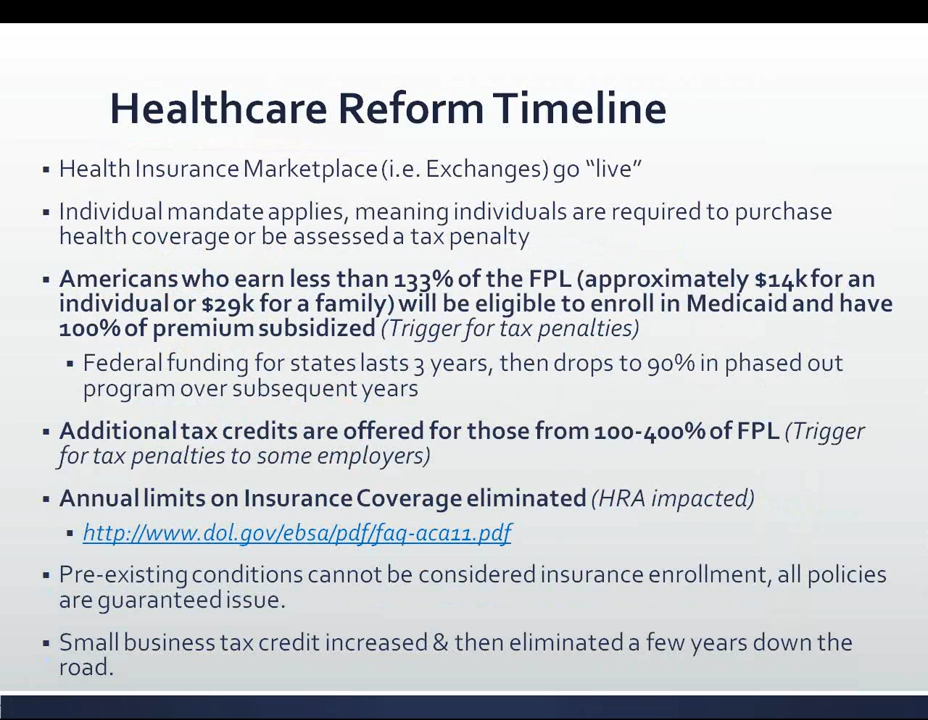 Healthcare Reform Timeline
▪ Health Insurance Marketplace (i.e. Exchanges) go “live”
▪ Individual mandate applies, meaning individuals are required to purchase
health coverage or be assessed a tax penalty
▪ Americans who earn less than 133% of the FPL (approximately $14k for an
individual or $29k for a family) will be eligible to enroll in Medicaid and have
100% of premium subsidized (Trigger for tax penalties)
▪ Federal funding for states lasts 3 years, then drops to 90% in phased out
program over subsequent years
▪ Additional tax credits are offered for those from 100-400% of FPL (Trigger
for tax penalties to some employers)
▪ Annual limits on Insurance Coverage eliminated (HRA impacted)
▪ http://www.dol.gov/ebsa/pdf/faq-aca11.pdf
▪ Pre-existing conditions cannot be considered insurance enrollment, all policies
are guaranteed issue.
▪ Small business tax credit increased & then eliminated a few years down the
road.